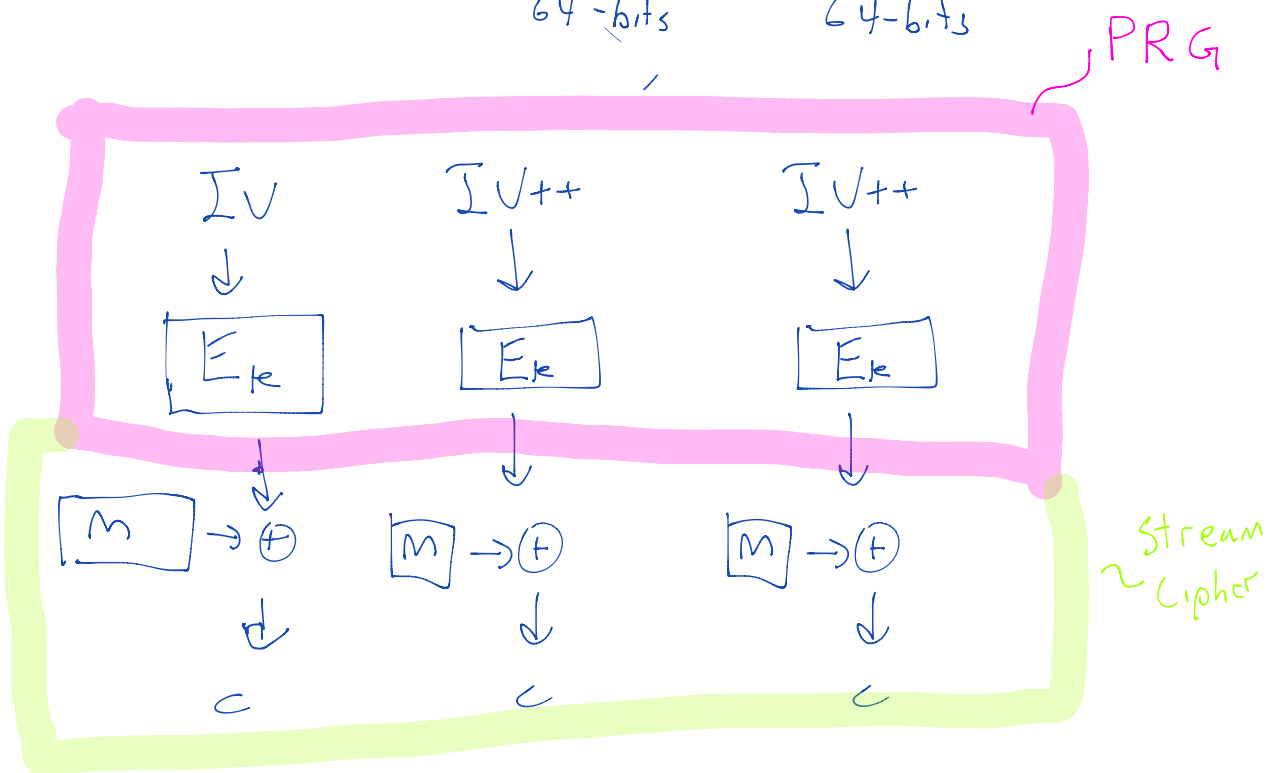 64-bits 64-bits
PRG
IV IV++ IV++
Ek Ek Ek
m → ⊕ m → ⊕ m → ⊕
Stream
Cipher
c c c